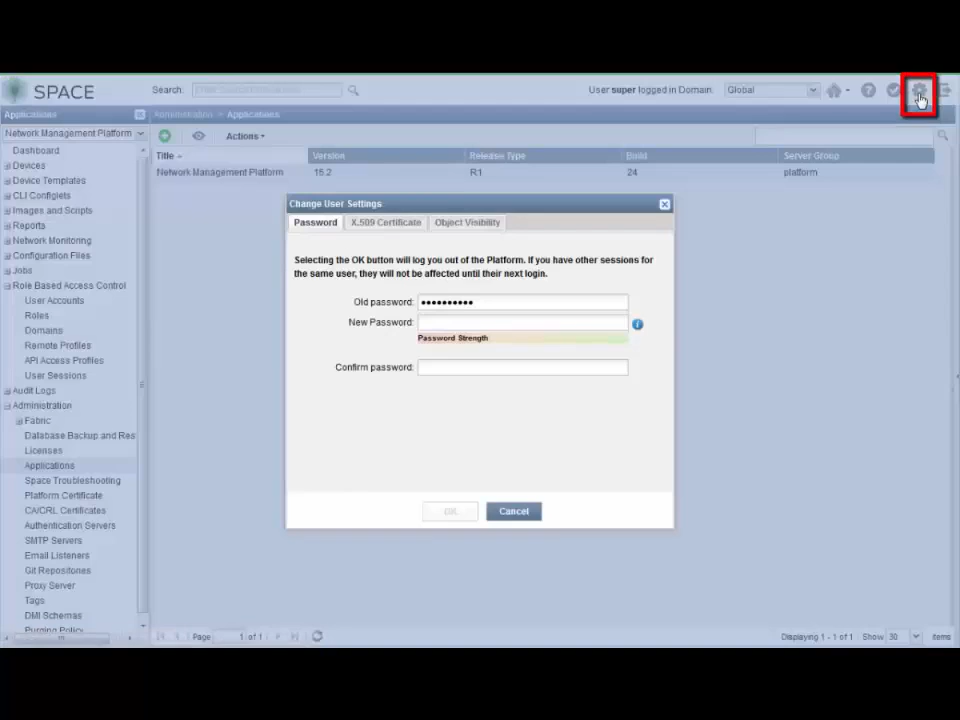 SPACE
Search:
User super logged in Domain:
Global
Applications
Administration > Applications
Network Management Platform
Actions
Dashboard
Devices
Device Templates
CLI Configlets
Images and Scripts
Reports
Network Monitoring
Configuration Files
Jobs
Role Based Access Control
User Accounts
Roles
Domains
Remote Profiles
API Access Profiles
User Sessions
Audit Logs
Administration
Fabric
Database Backup and Res
Licenses
Applications
Space Troubleshooting
Platform Certificate
CA/CRL Certificates
Authentication Servers
SMTP Servers
Email Listeners
Git Repositories
Proxy Server
Tags
DMI Schemas
Purging Policy
Title Version Release Type Build Server Group
Network Management Platform 15.2 R1 24 platform
Change User Settings
Password X.509 Certificate Object Visibility
Selecting the OK button will log you out of the Platform. If you have other sessions for
the same user, they will not be affected until their next login.
Old password: ••••••••••
New Password:
Password Strength
Confirm password:
OK Cancel
Page 1 of 1
Displaying 1 - 1 of 1 Show 30 items